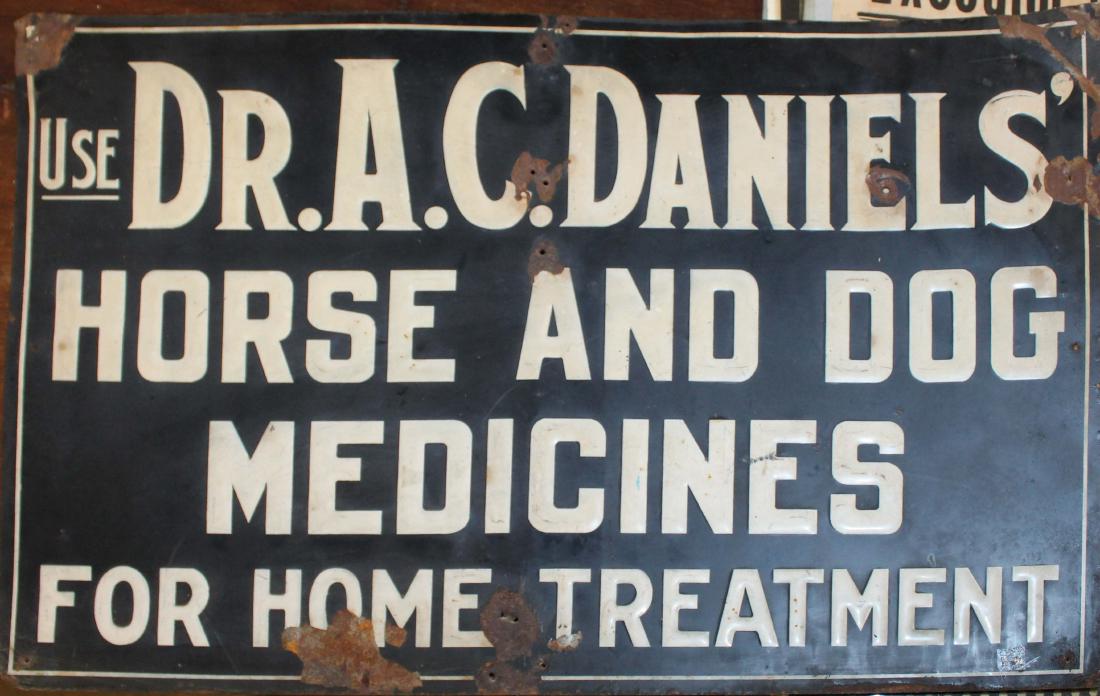 USE DR. A. C. DANIELS'
HORSE AND DOG
MEDICINES
FOR HOME TREATMENT